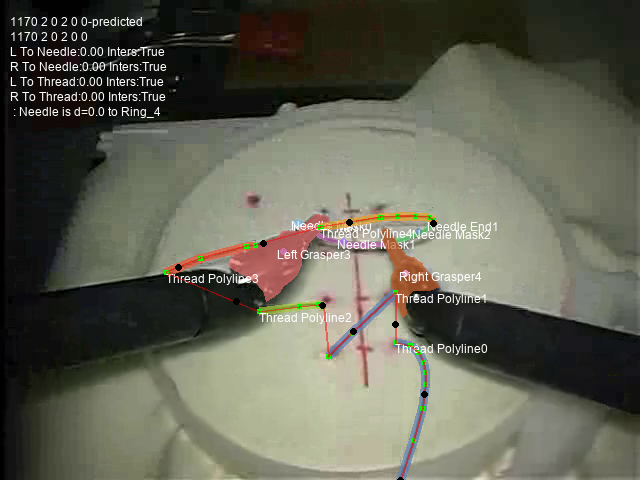 1170 2 0 2 0 0-predicted
1170 2 0 2 0 0
L To Needle:0.00 Inters:True
R To Needle:0.00 Inters:True
L To Thread:0.00 Inters:True
R To Thread:0.00 Inters:True
: Needle is d=0.0 to Ring_4
Needle End1
Thread Polyline4
Needle Mask2
Needle Mask1
Left Grasper3
Thread Polyline3
Right Grasper4
Thread Polyline1
Thread Polyline2
Thread Polyline0